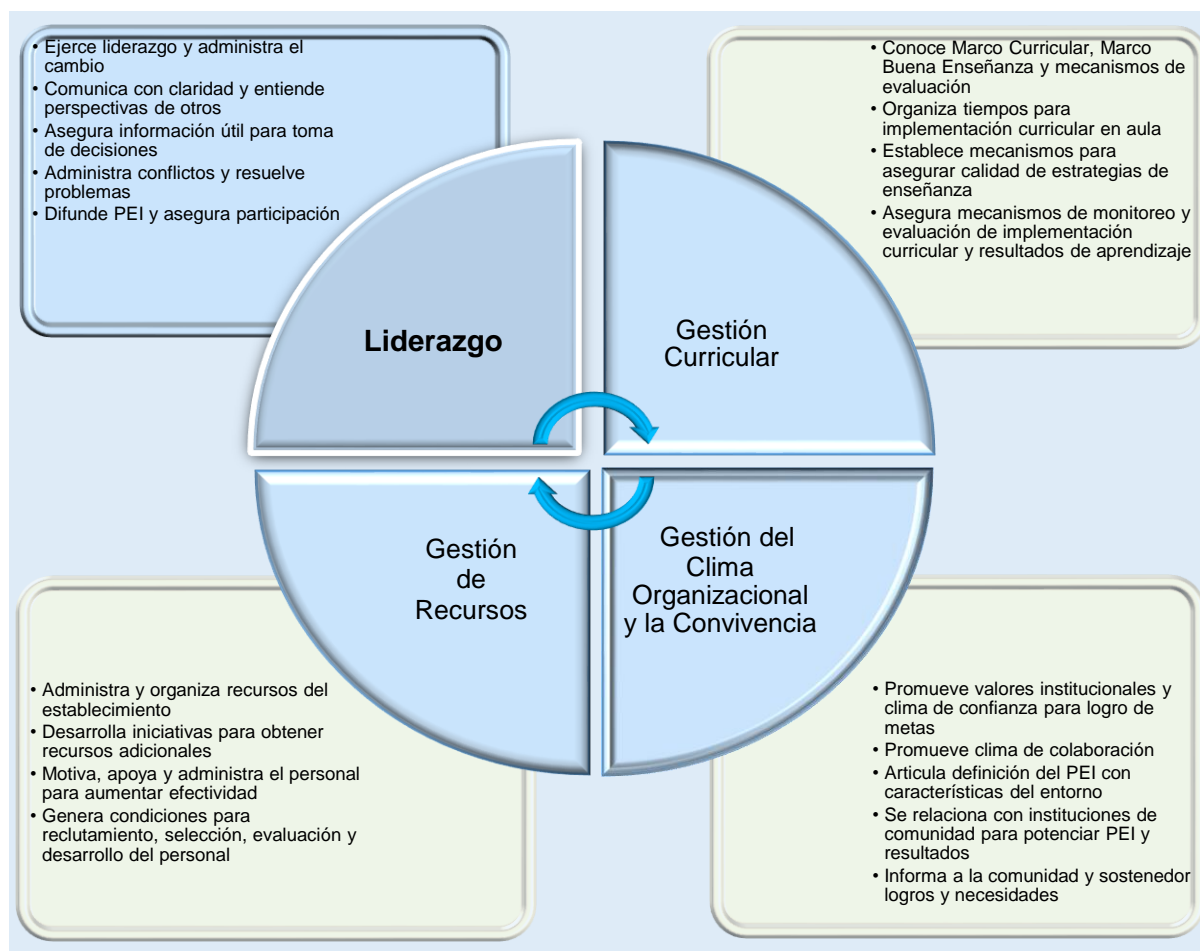 • Ejerce liderazgo y administra el
cambio
• Comunica con claridad y entiende
perspectivas de otros
• Asegura información útil para toma
de decisiones
• Administra conflictos y resuelve
problemas
• Difunde PEI y asegura participación
• Conoce Marco Curricular, Marco
Buena Enseñanza y mecanismos de
evaluación
• Organiza tiempos para
implementación curricular en aula
• Establece mecanismos para
asegurar calidad de estrategias de
enseñanza
• Asegura mecanismos de monitoreo y
evaluación de implementación
curricular y resultados de aprendizaje
Liderazgo
Gestión
Curricular
Gestión
de
Recursos
Gestión del
Clima
Organizacional
y la Convivencia
• Administra y organiza recursos del
establecimiento
• Desarrolla iniciativas para obtener
recursos adicionales
• Motiva, apoya y administra el personal
para aumentar efectividad
• Genera condiciones para
reclutamiento, selección, evaluación y
desarrollo del personal
• Promueve valores institucionales y
clima de confianza para logro de
metas
• Promueve clima de colaboración
• Articula definición del PEI con
características del entorno
• Se relaciona con instituciones de
comunidad para potenciar PEI y
resultados
• Informa a la comunidad y sostenedor
logros y necesidades